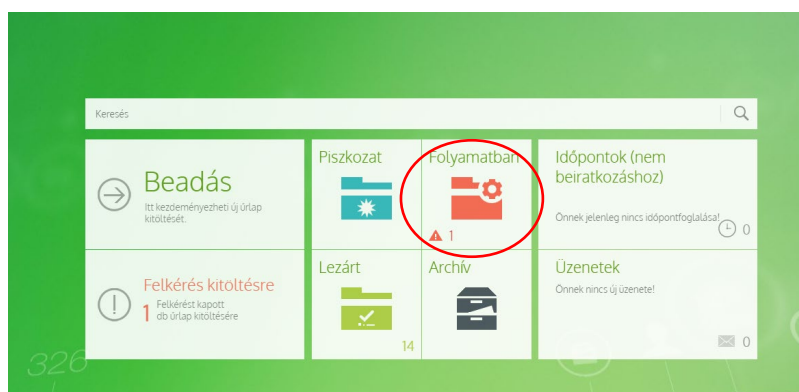 Keresés
Beadás
Itt kezdeményezheti új űrlap
kitöltését.
Piszkozat
Folyamatban
1
Időpontok (nem
beiratkozáshoz)
Önnek jelenleg nincs időpontfoglalása!
0
Felkérés kitöltésre
1 Felkérést kapott
db űrlap kitöltésére
Lezárt
14
Archív
Üzenetek
Önnek nincs új üzenete!
0
326